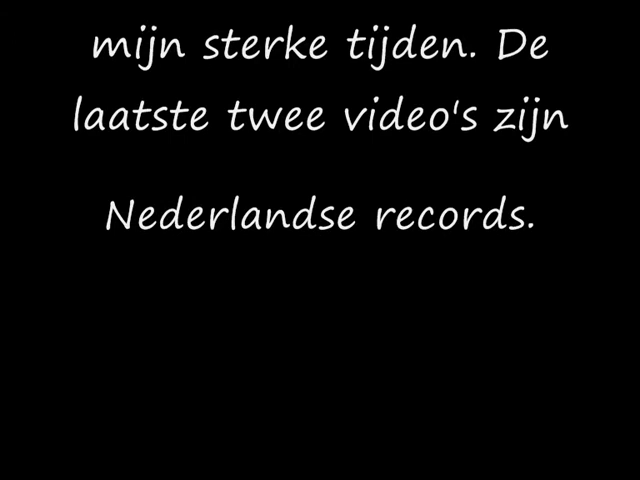 mijn sterke tijden. De
laatste twee video's zijn
Nederlandse records.